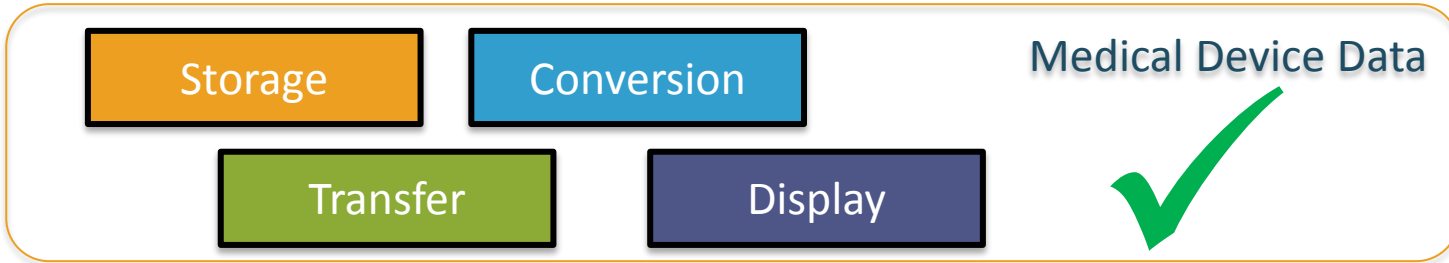 Storage
Conversion
Medical Device Data
Transfer
Display